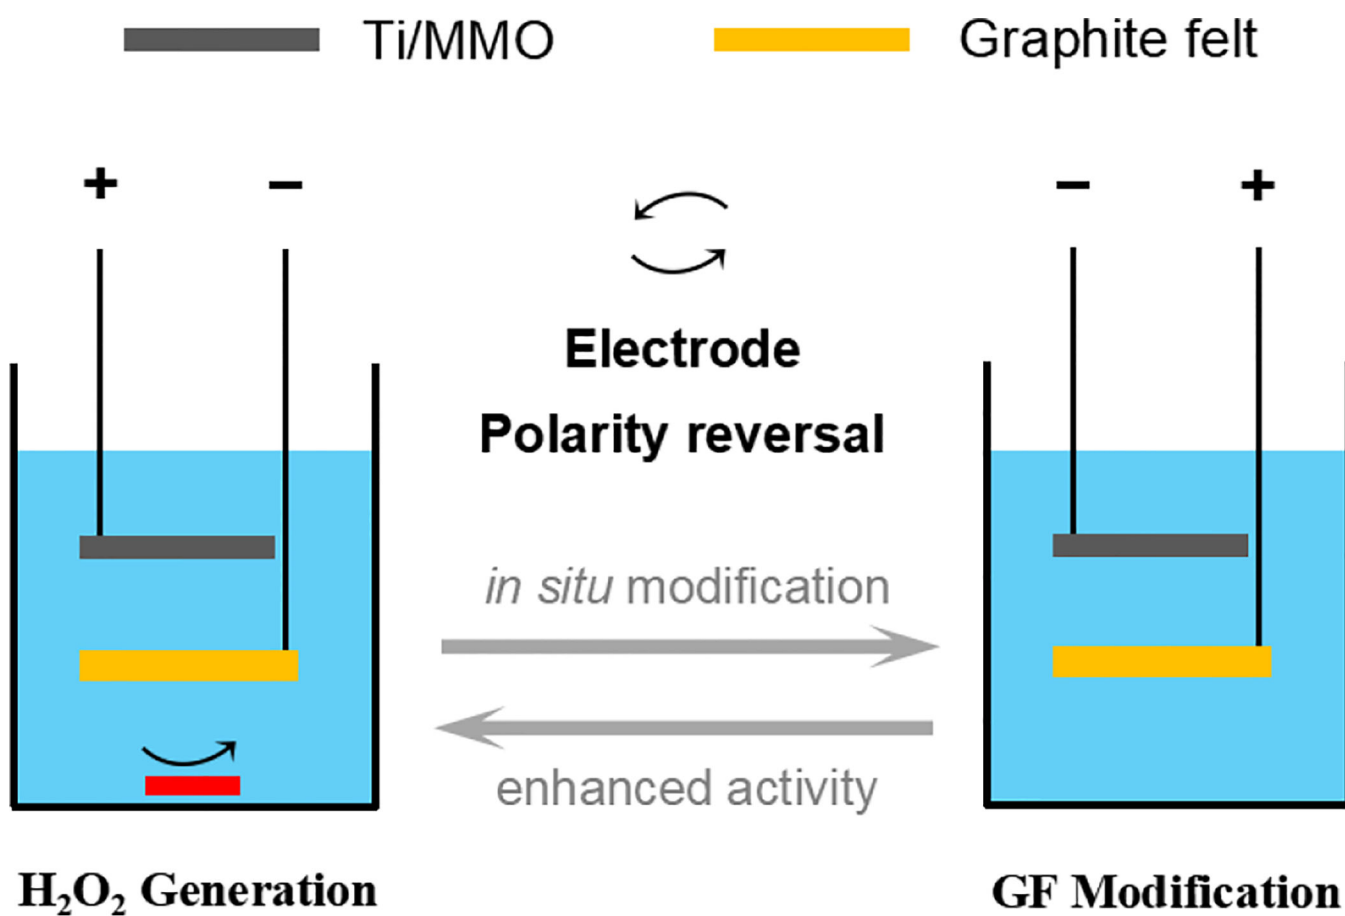 Ti/MMO
Graphite felt
+
−
−
+
Electrode
Polarity reversal
in situ modification
enhanced activity
H₂O₂ Generation
GF Modification